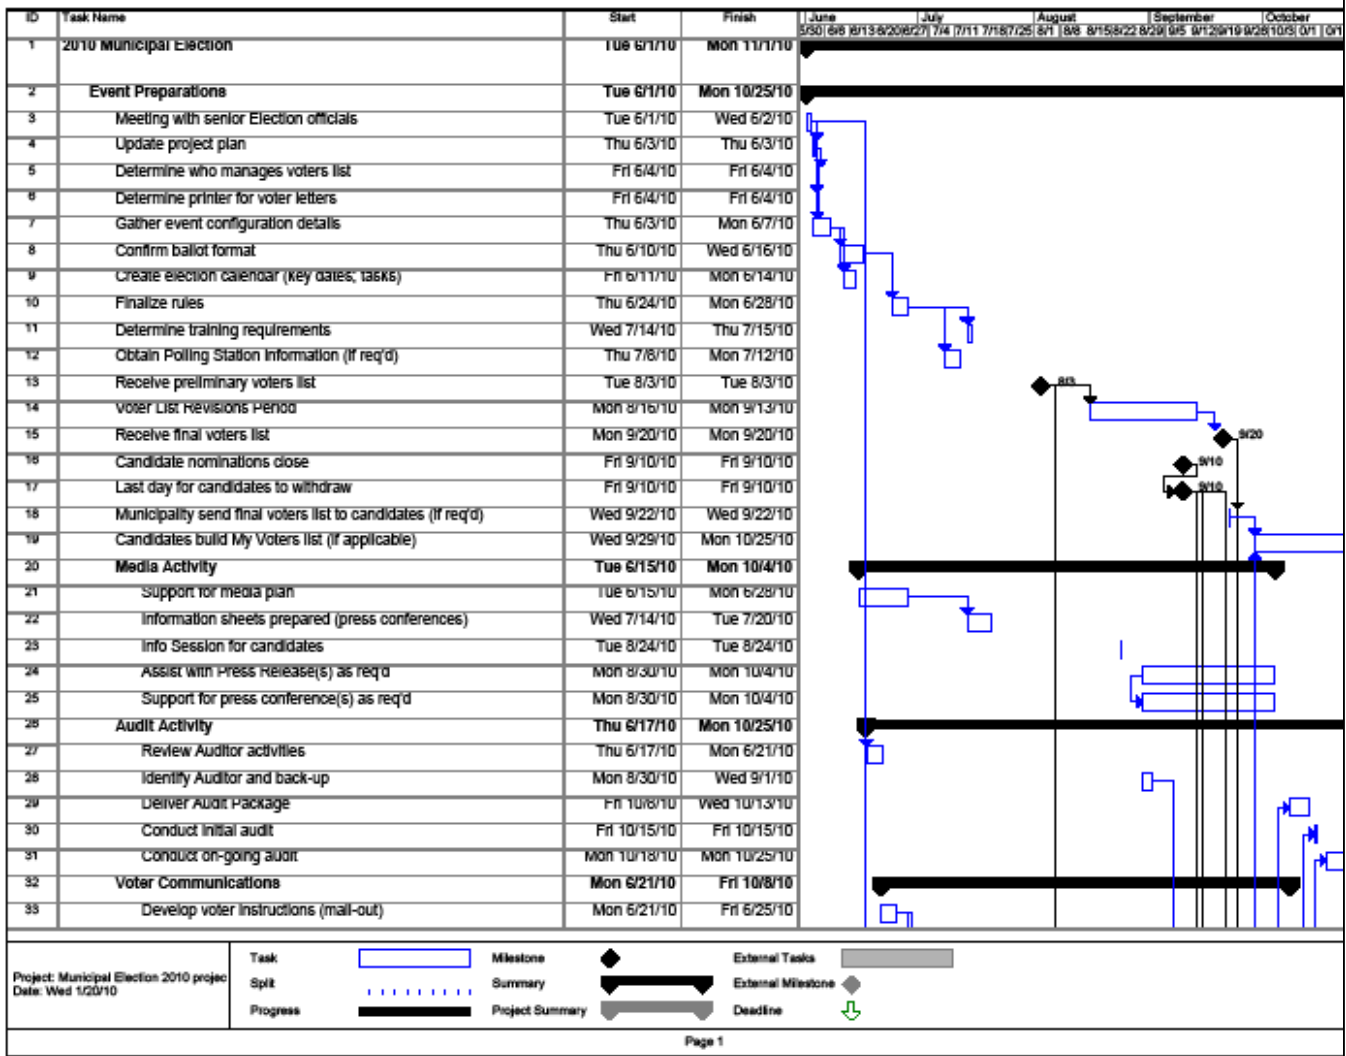 ID Task Name Start Finish June July August September October
5/30 6/6 6/13 6/20 6/27 7/4 7/11 7/18 7/25 8/1 8/8 8/15 8/22 8/29 9/5 9/12 9/19 9/26 10/3
1 2010 Municipal Election Tue 6/1/10 Mon 11/1/10
2 Event Preparations Tue 6/1/10 Mon 10/25/10
3 Meeting with senior Election officials Tue 6/1/10 Wed 6/2/10
4 Update project plan Thu 6/3/10 Thu 6/3/10
5 Determine who manages voters list Fri 6/4/10 Fri 6/4/10
6 Determine printer for voter letters Fri 6/4/10 Fri 6/4/10
7 Gather event configuration details Thu 6/3/10 Mon 6/7/10
8 Confirm ballot format Thu 6/10/10 Wed 6/16/10
9 Create election calendar (key dates; tasks) Fri 6/11/10 Mon 6/14/10
10 Finalize rules Thu 6/24/10 Mon 6/28/10
11 Determine training requirements Wed 7/14/10 Thu 7/15/10
12 Obtain Polling Station information (if req'd) Thu 7/8/10 Mon 7/12/10
13 Receive preliminary voters list Tue 8/3/10 Tue 8/3/10 8/3
14 Voter List Revisions Period Mon 8/16/10 Mon 9/13/10
15 Receive final voters list Mon 9/20/10 Mon 9/20/10 9/20
16 Candidate nominations close Fri 9/10/10 Fri 9/10/10 9/10
17 Last day for candidates to withdraw Fri 9/10/10 Fri 9/10/10 9/10
18 Municipality send final voters list to candidates (if req'd) Wed 9/22/10 Wed 9/22/10
19 Candidates build My Voters list (if applicable) Wed 9/29/10 Mon 10/25/10
20 Media Activity Tue 6/15/10 Mon 10/4/10
21 Support for media plan Tue 6/15/10 Mon 6/28/10
22 Information sheets prepared (press conferences) Wed 7/14/10 Tue 7/20/10
23 Info Session for candidates Tue 8/24/10 Tue 8/24/10
24 Assist with Press Release(s) as req'd Mon 8/30/10 Mon 10/4/10
25 Support for press conference(s) as req'd Mon 8/30/10 Mon 10/4/10
26 Audit Activity Thu 6/17/10 Mon 10/25/10
27 Review Auditor activities Thu 6/17/10 Mon 6/21/10
28 Identify Auditor and back-up Mon 8/30/10 Wed 9/1/10
29 Deliver Audit Package Fri 10/8/10 Wed 10/13/10
30 Conduct initial audit Fri 10/15/10 Fri 10/15/10
31 Conduct on-going audit Mon 10/18/10 Mon 10/25/10
32 Voter Communications Mon 6/21/10 Fri 10/8/10
33 Develop voter instructions (mail-out) Mon 6/21/10 Fri 6/25/10
Project: Municipal Election 2010 projec
Date: Wed 1/20/10
Task Milestone External Tasks
Split Summary External Milestone
Progress Project Summary Deadline
Page 1